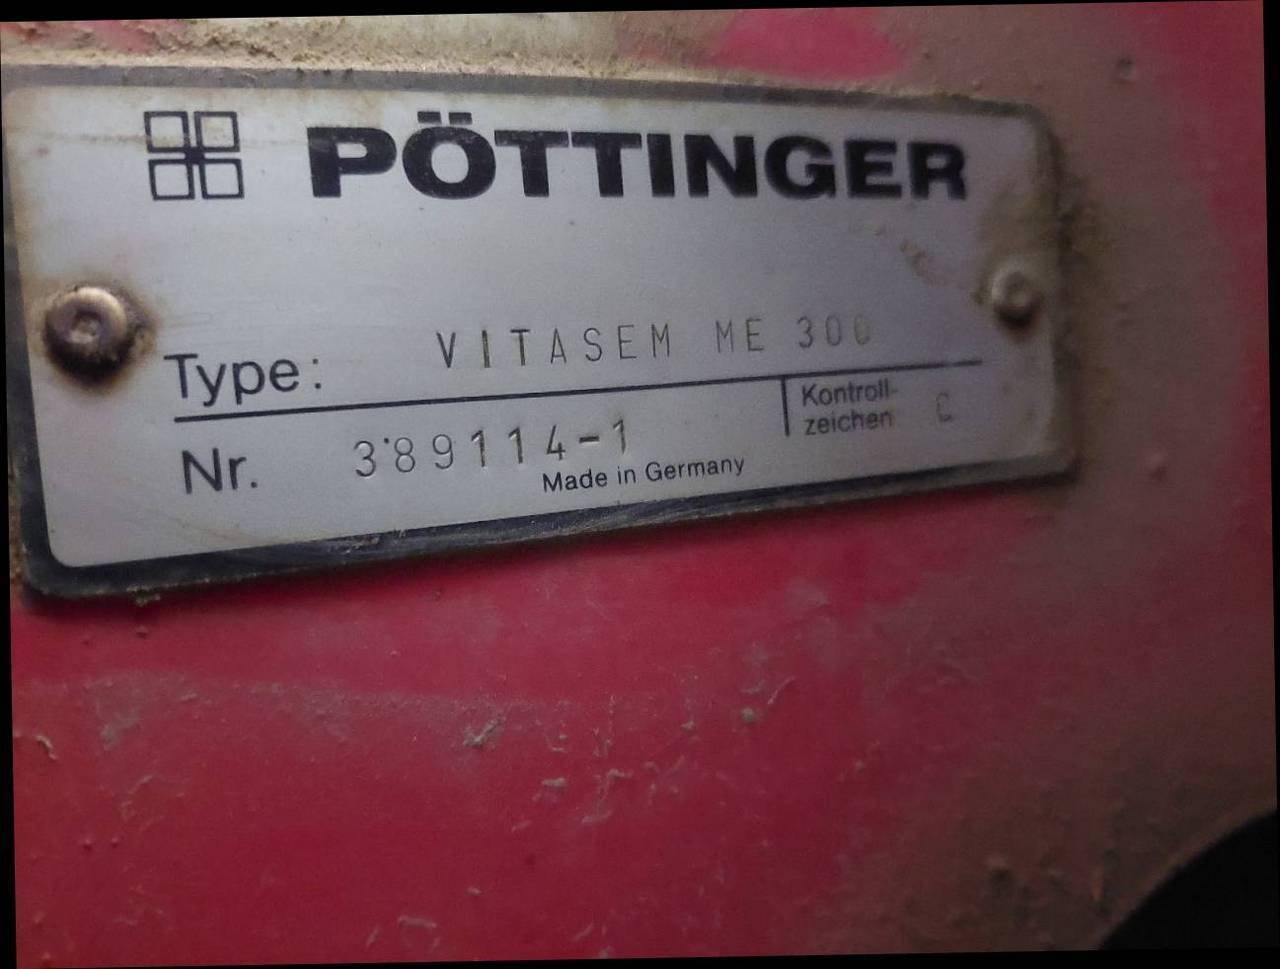 PÖTTINGER
Type: VITASEM ME 300
Nr. 389114-1
Kontroll-
zeichen C
Made in Germany